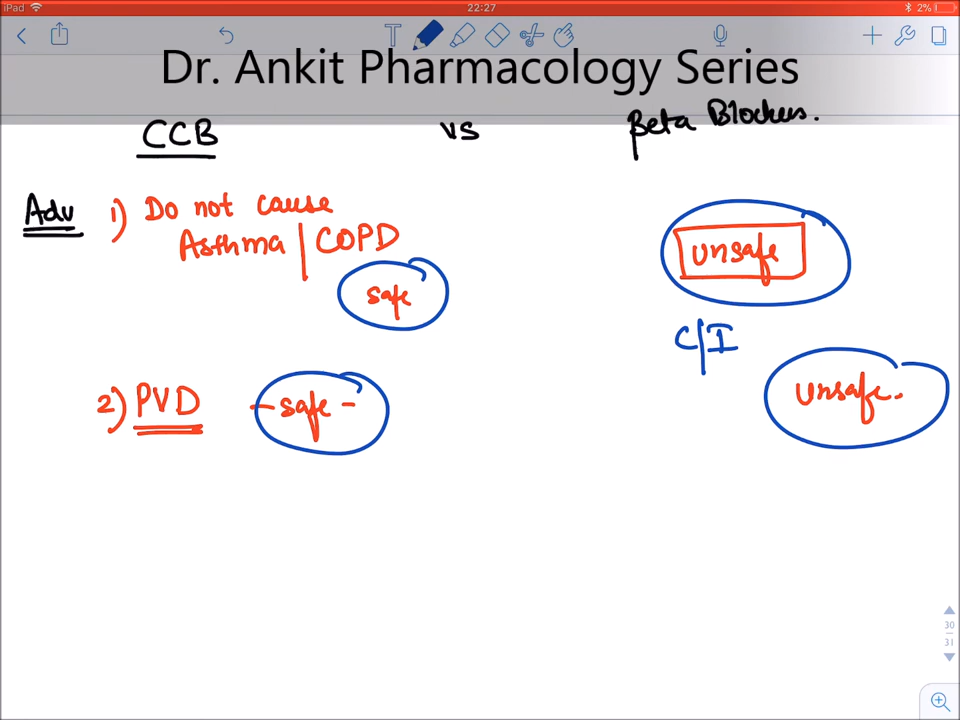 iPad 22:27 2%
Dr. Ankit Pharmacology Series
CCB vs Beta Blockers.
Adv 1) Do not cause
Asthma | COPD unsafe
safe
C/I
2) PVD - safe - unsafe.
30
31